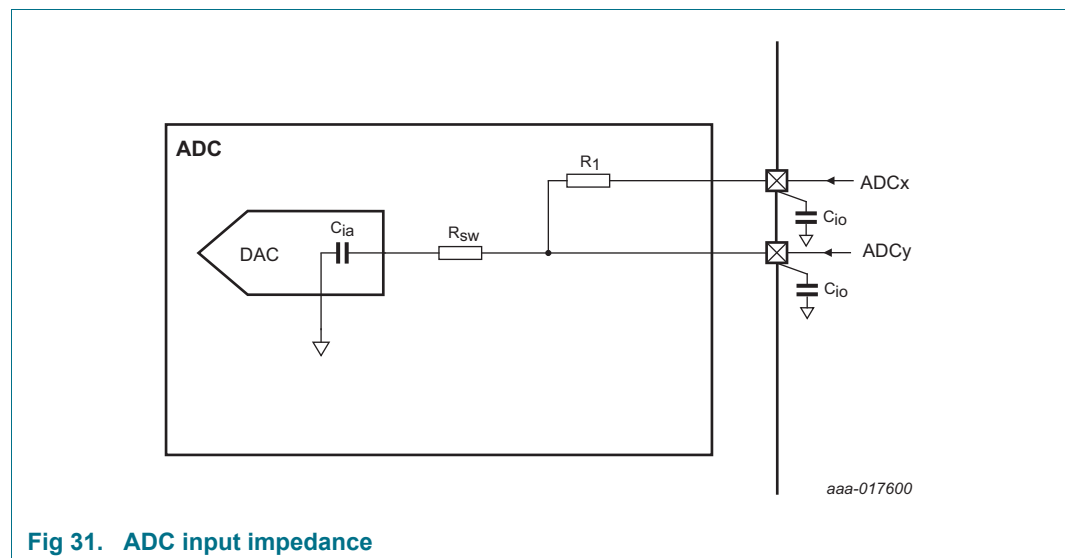 ADC
R1
ADCx
Cio
Cia
Rsw
DAC
ADCy
Cio
aaa-017600
Fig 31. ADC input impedance